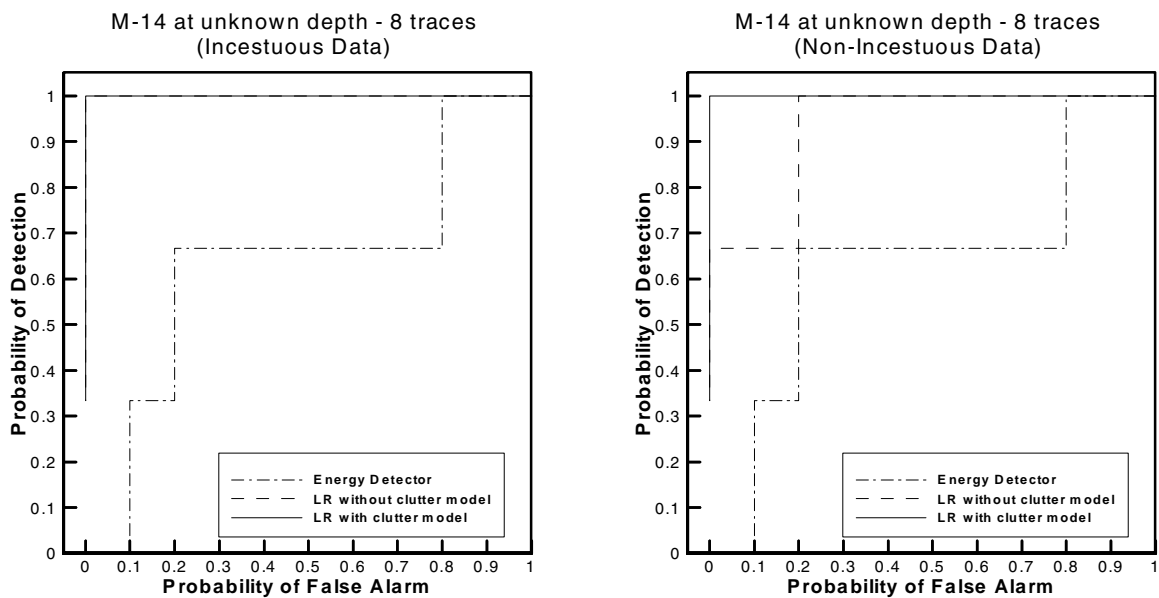 M-14 at unknown depth - 8 traces
(Incestuous Data)
1
0.9
0.8
0.7
0.6
0.5
0.4
0.3
0.2
0.1
0
Probability of Detection
Energy Detector
LR without clutter model
LR with clutter model
0 0.1 0.2 0.3 0.4 0.5 0.6 0.7 0.8 0.9 1
Probability of False Alarm
M-14 at unknown depth - 8 traces
(Non-Incestuous Data)
1
0.9
0.8
0.7
0.6
0.5
0.4
0.3
0.2
0.1
0
Probability of Detection
Energy Detector
LR without clutter model
LR with clutter model
0 0.1 0.2 0.3 0.4 0.5 0.6 0.7 0.8 0.9 1
Probability of False Alarm